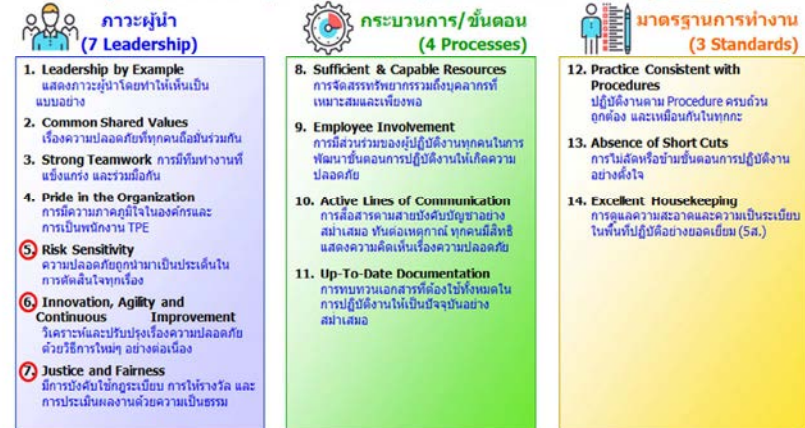 ภาวะผู้นำ
(7 Leadership)
1. Leadership by Example
แสดงภาวะผู้นำโดยทำให้เห็นเป็น
แบบอย่าง
2. Common Shared Values
เรื่องความปลอดภัยที่ทุกคนถือมั่นร่วมกัน
3. Strong Teamwork การมีทีมทำงานที่
แข็งแกร่ง และร่วมมือกัน
4. Pride in the Organization
การมีความภาคภูมิใจในองค์กรและ
การเป็นพนักงาน TPE
5. Risk Sensitivity
ความปลอดภัยถูกนำมาเป็นประเด็นใน
การตัดสินใจทุกเรื่อง
6. Innovation, Agility and
Continuous Improvement
วิเคราะห์และปรับปรุงเรื่องความปลอดภัย
ด้วยวิธีการใหม่ๆ อย่างต่อเนื่อง
7. Justice and Fairness
มีการบังคับใช้กฎระเบียบ การให้รางวัล และ
การประเมินผลงานด้วยความเป็นธรรม
กระบวนการ/ขั้นตอน
(4 Processes)
8. Sufficient & Capable Resources
การจัดสรรทรัพยากรรวมถึงบุคลากรที่
เหมาะสมและเพียงพอ
9. Employee Involvement
การมีส่วนร่วมของผู้ปฏิบัติงานทุกคนในการ
พัฒนาขั้นตอนการปฏิบัติงานให้เกิดความ
ปลอดภัย
10. Active Lines of Communication
การสื่อสารตามสายบังคับบัญชาอย่าง
สม่ำเสมอ ทันต่อเหตุการณ์ ทุกคนมีสิทธิ
แสดงความคิดเห็นเรื่องความปลอดภัย
11. Up-To-Date Documentation
การทบทวนเอกสารที่ต้องใช้ทั้งหมดใน
การปฏิบัติงานให้เป็นปัจจุบันอย่าง
สม่ำเสมอ
มาตรฐานการทำงาน
(3 Standards)
12. Practice Consistent with
Procedures
ปฏิบัติงานตาม Procedure ครบถ้วน
ถูกต้อง และเหมือนกันในทุกกะ
13. Absence of Short Cuts
การไม่ลัดหรือข้ามขั้นตอนการปฏิบัติงาน
อย่างตั้งใจ
14. Excellent Housekeeping
การดูแลความสะอาดและความเป็นระเบียบ
ในพื้นที่ปฏิบัติอย่างยอดเยี่ยม (5ส.)